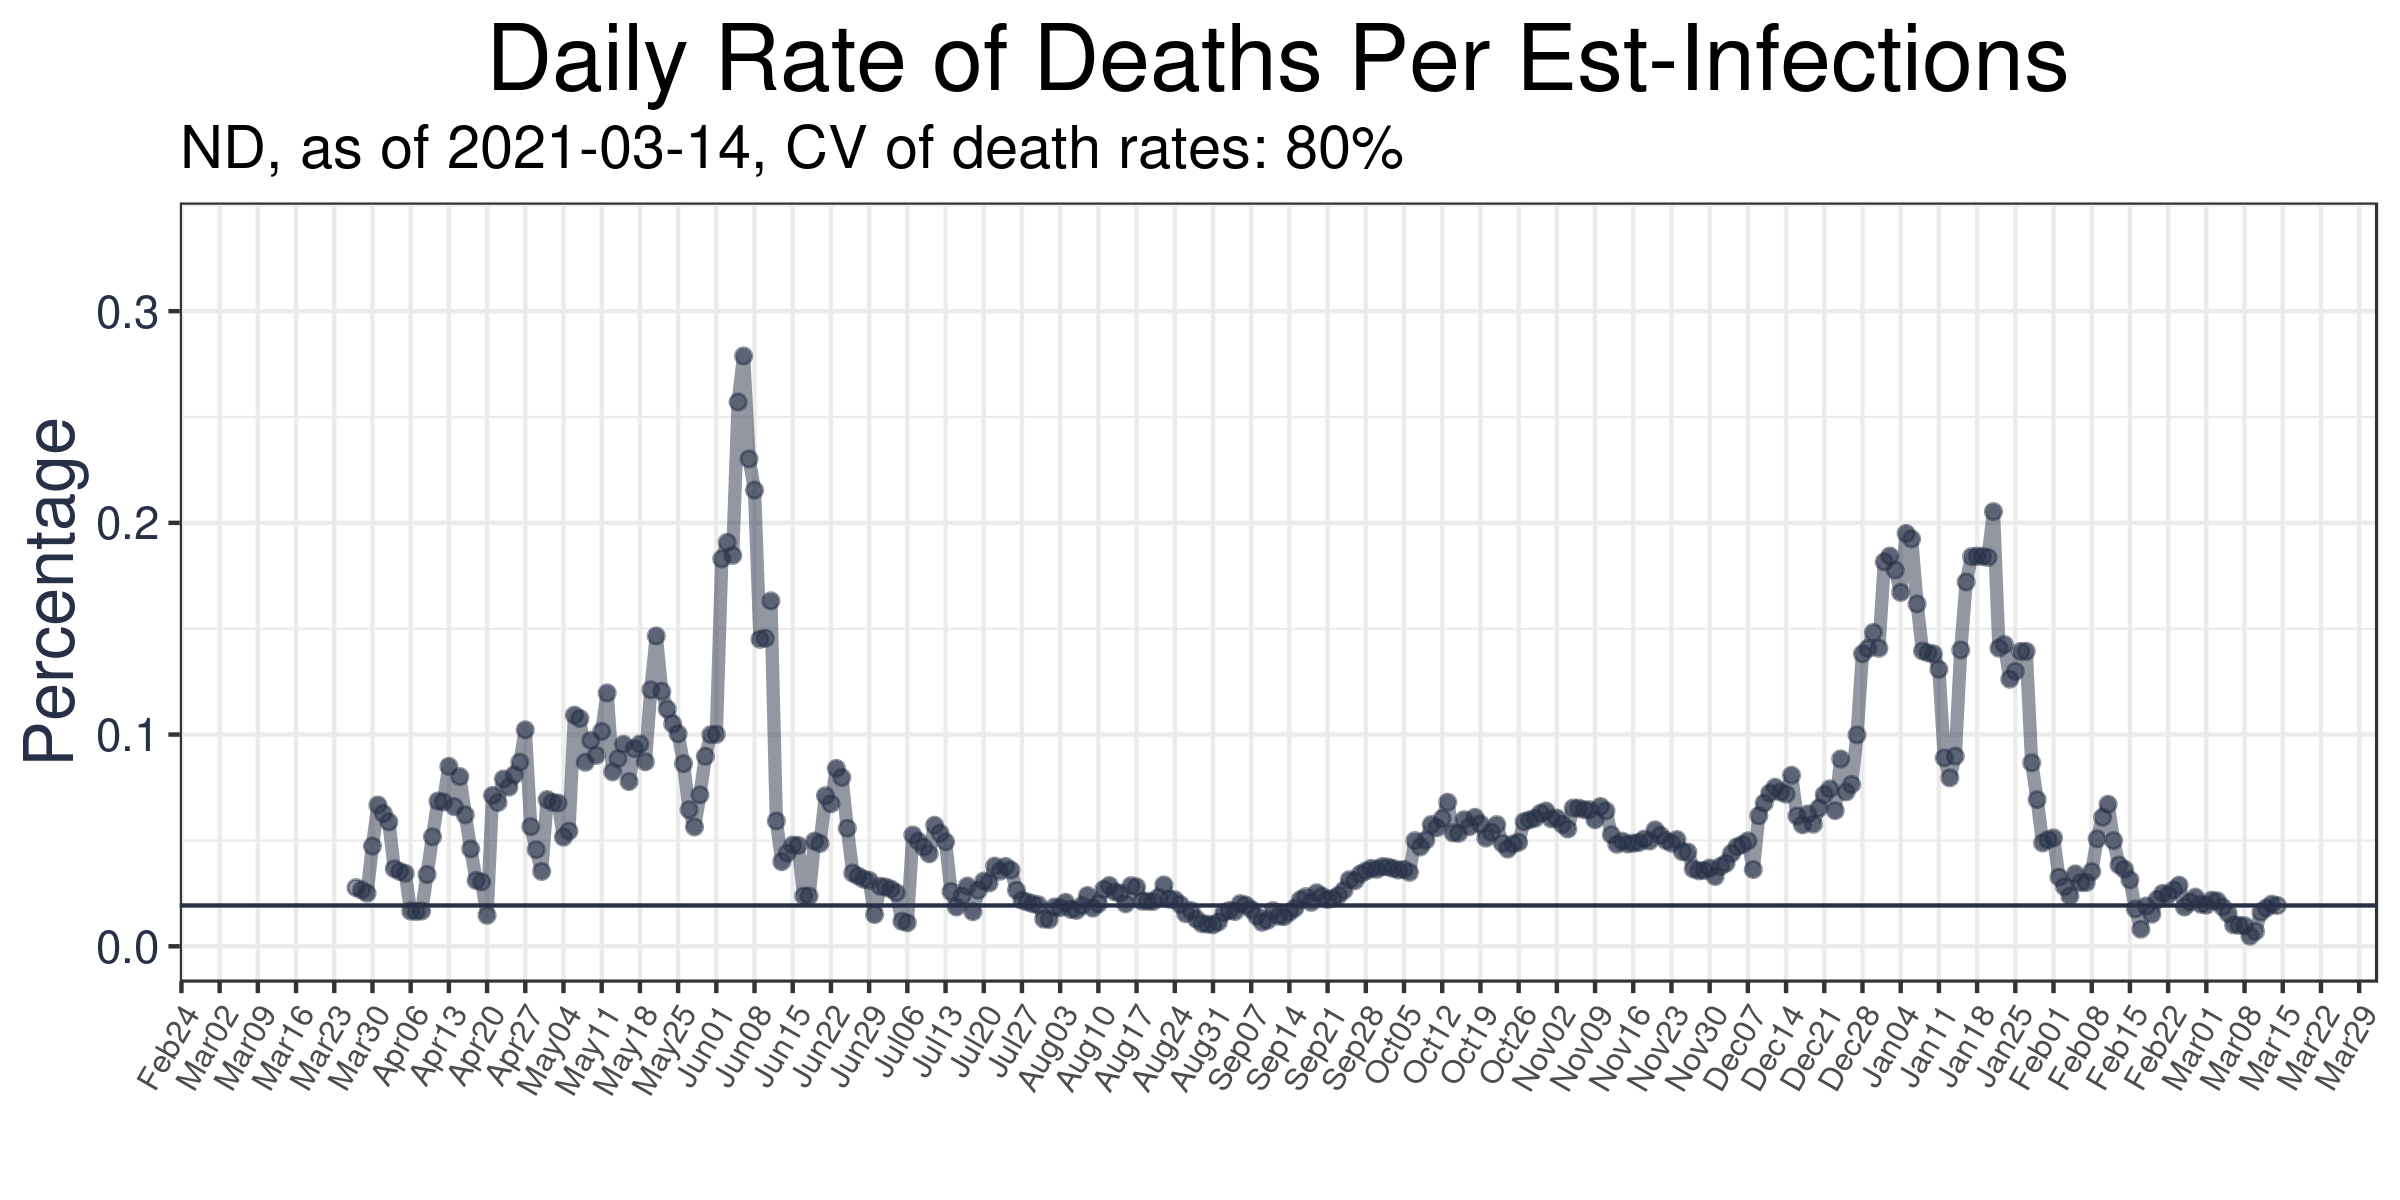 Daily Rate of Deaths Per Est-Infections
ND, as of 2021-03-14, CV of death rates: 80%
Percentage
0.3
0.2
0.1
0.0
Feb24
Mar02
Mar09
Mar16
Mar23
Mar30
Apr06
Apr13
Apr20
Apr27
May04
May11
May18
May25
Jun01
Jun08
Jun15
Jun22
Jun29
Jul06
Jul13
Jul20
Jul27
Aug03
Aug10
Aug17
Aug24
Aug31
Sep07
Sep14
Sep21
Sep28
Oct05
Oct12
Oct19
Oct26
Nov02
Nov09
Nov16
Nov23
Nov30
Dec07
Dec14
Dec21
Dec28
Jan04
Jan11
Jan18
Jan25
Feb01
Feb08
Feb15
Feb22
Mar01
Mar08
Mar15
Mar22
Mar29